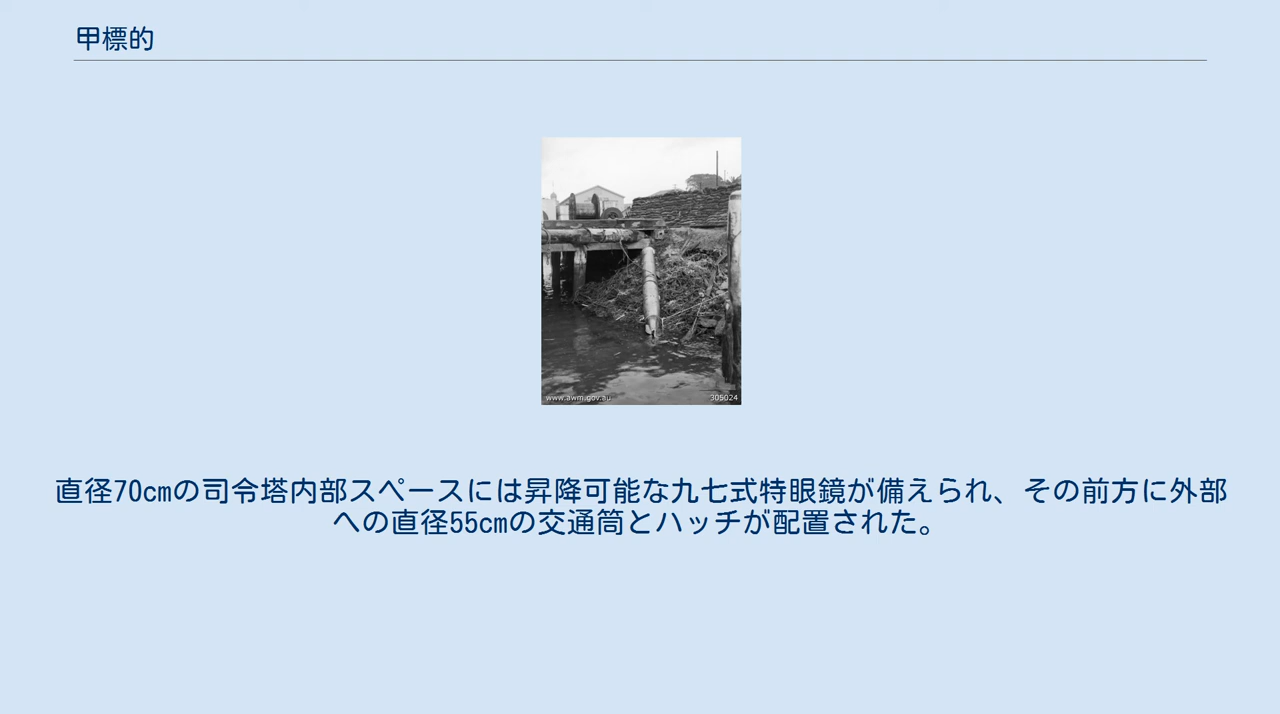 甲標的
www.awm.gov.au
305024
直径70cmの司令塔内部スペースには昇降可能な九七式特眼鏡が備えられ、その前方に外部
への直径55cmの交通筒とハッチが配置された。